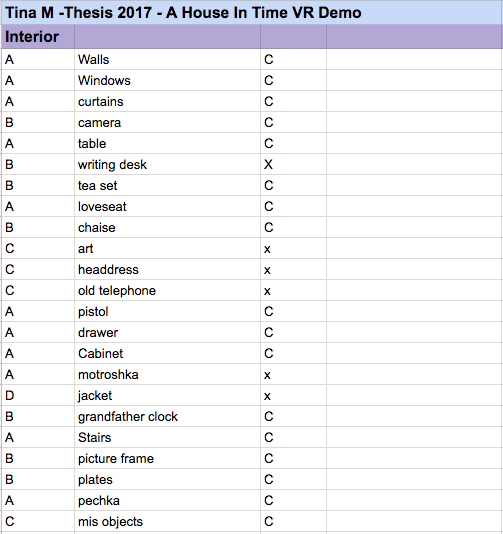 Tina M -Thesis 2017 - A House In Time VR Demo
Interior
A Walls C
A Windows C
A curtains C
B camera C
A table C
B writing desk X
B tea set C
A loveseat C
B chaise C
C art x
C headdress x
C old telephone x
A pistol C
A drawer C
A Cabinet C
A motroshka x
D jacket x
B grandfather clock C
A Stairs C
B picture frame C
B plates C
A pechka C
C mis objects C